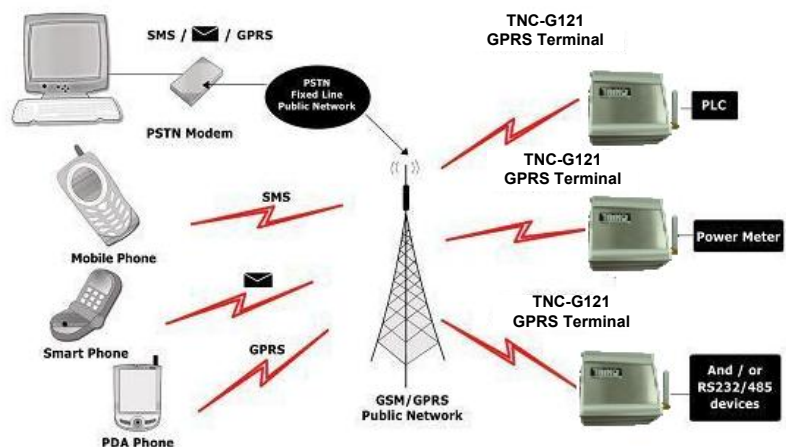 SMS / / GPRS
PSTN Modem
PSTN
Fixed Line
Public Network
TNC-G121
GPRS Terminal
PLC
Mobile Phone
SMS
TNC-G121
GPRS Terminal
Power Meter
Smart Phone
GPRS
PDA Phone
GSM/GPRS
Public Network
TNC-G121
GPRS Terminal
And / or
RS232/485
devices